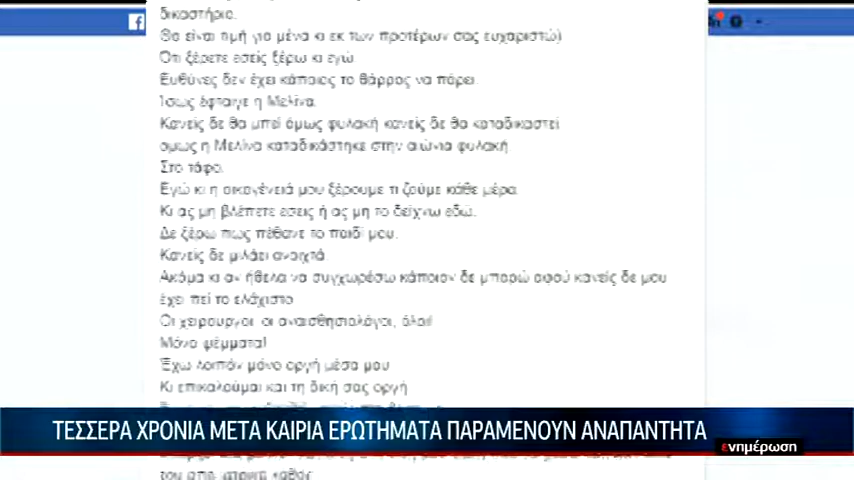 δικαστήριο.
Θα είναι τιμή για μένα κι εκ των προτέρων σας ευχαριστώ)
Ότι ξέρετε εσείς ξέρω κι εγώ
Ευθύνες δεν έχει κάποιος το θάρρος να πάρει.
Ίσως έφταιγε η Μελίνα.
Κανείς δε θα μπεί όμως φυλακή κανείς δε θα καταδικαστεί
ομως η Μελίνα καταδικάστηκε στην αιώνια φυλακή
Στο τάφο.
Εγώ κι η οικογένειά μου ξέρουμε τι ζούμε κάθε μέρα
Κι ας μη βλέπετε εσεις ή ας μη το δείχνω εδώ.
Δε ξέρω πως πέθανε το παιδί μου.
Κανείς δε μιλάει ανοιχτά
Ακόμα κι αν ήθελα να συγχωρέσω κάποιον δε μπορώ αφού κανείς δε μου
έχει πεί το ελάχιστο
Οι χειρουργοι οι αναισθησιολόγοι, όλοι!
Μόνο ψέμματα!
Έχω λοιπόν μόνο οργή μέσα μου
Κι επικαλούμαι και τη δική σας οργή
ΤΕΣΣΕΡΑ ΧΡΟΝΙΑ ΜΕΤΑ ΚΑΙΡΙΑ ΕΡΩΤΗΜΑΤΑ ΠΑΡΑΜΕΝΟΥΝ ΑΝΑΠΑΝΤΗΤΑ
ενημέρωση